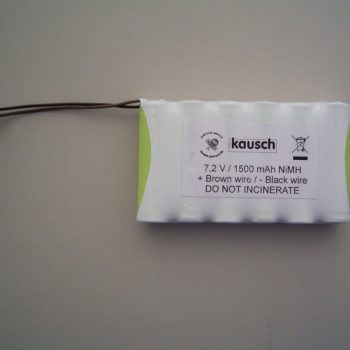 kausch
7,2 V / 1500 mAh NiMH
+ Brown wire / - Black wire
DO NOT INCINERATE